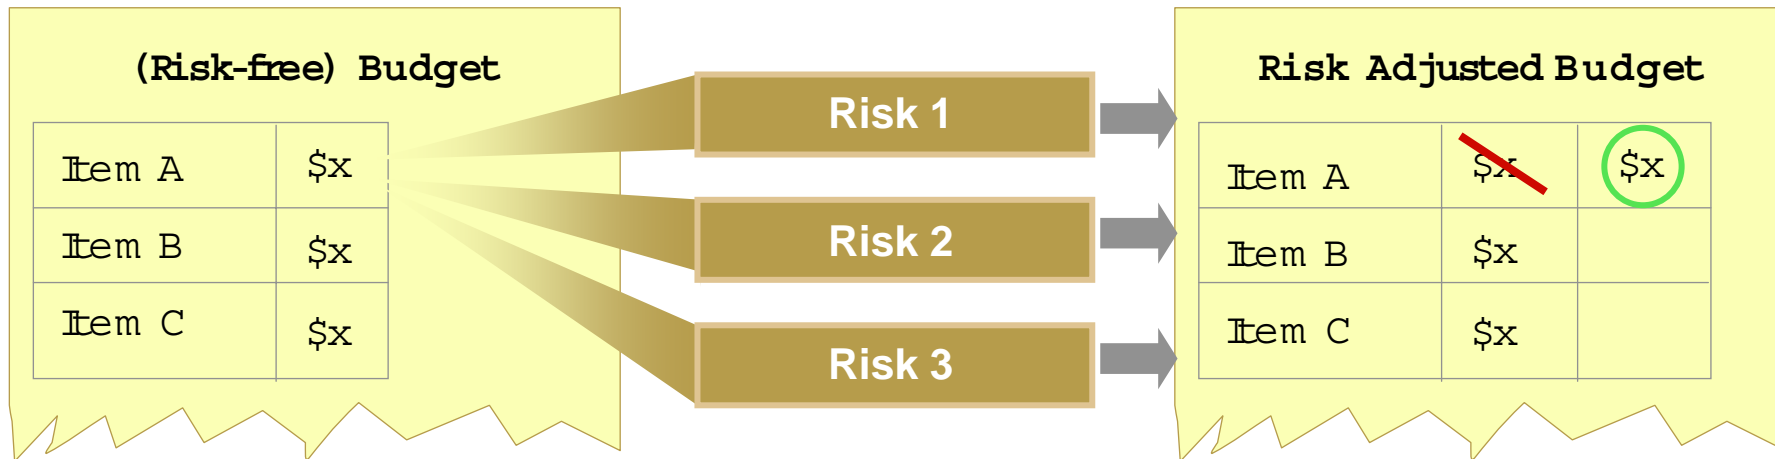 (Risk-free) Budget
Item A $x
Item B $x
Item C $x
Risk 1
Risk 2
Risk 3
Risk Adjusted Budget
Item A $x $x
Item B $x
Item C $x